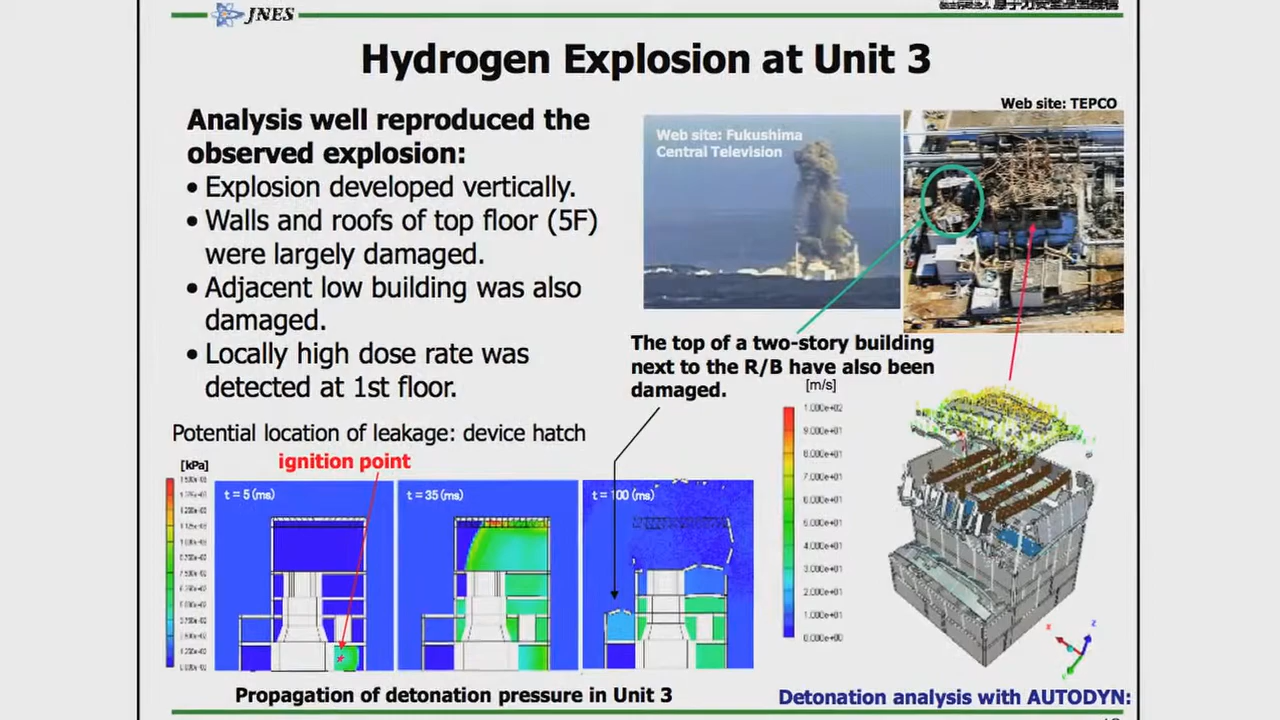 JNES
Hydrogen Explosion at Unit 3
Analysis well reproduced the
observed explosion:
• Explosion developed vertically.
• Walls and roofs of top floor (5F)
were largely damaged.
• Adjacent low building was also
damaged.
• Locally high dose rate was
detected at 1st floor.
Web site: TEPCO
Web site: Fukushima
Central Television
The top of a two-story building
next to the R/B have also been
damaged.
Potential location of leakage: device hatch
ignition point
[kPa]
t = 5 (ms)
t = 35 (ms)
t = 100 (ms)
[m/s]
1.000e+02
9.000e+01
8.000e+01
7.000e+01
6.000e+01
5.000e+01
4.000e+01
3.000e+01
2.000e+01
1.000e+01
0.000e+00
x
z
Y
Propagation of detonation pressure in Unit 3
Detonation analysis with AUTODYN: